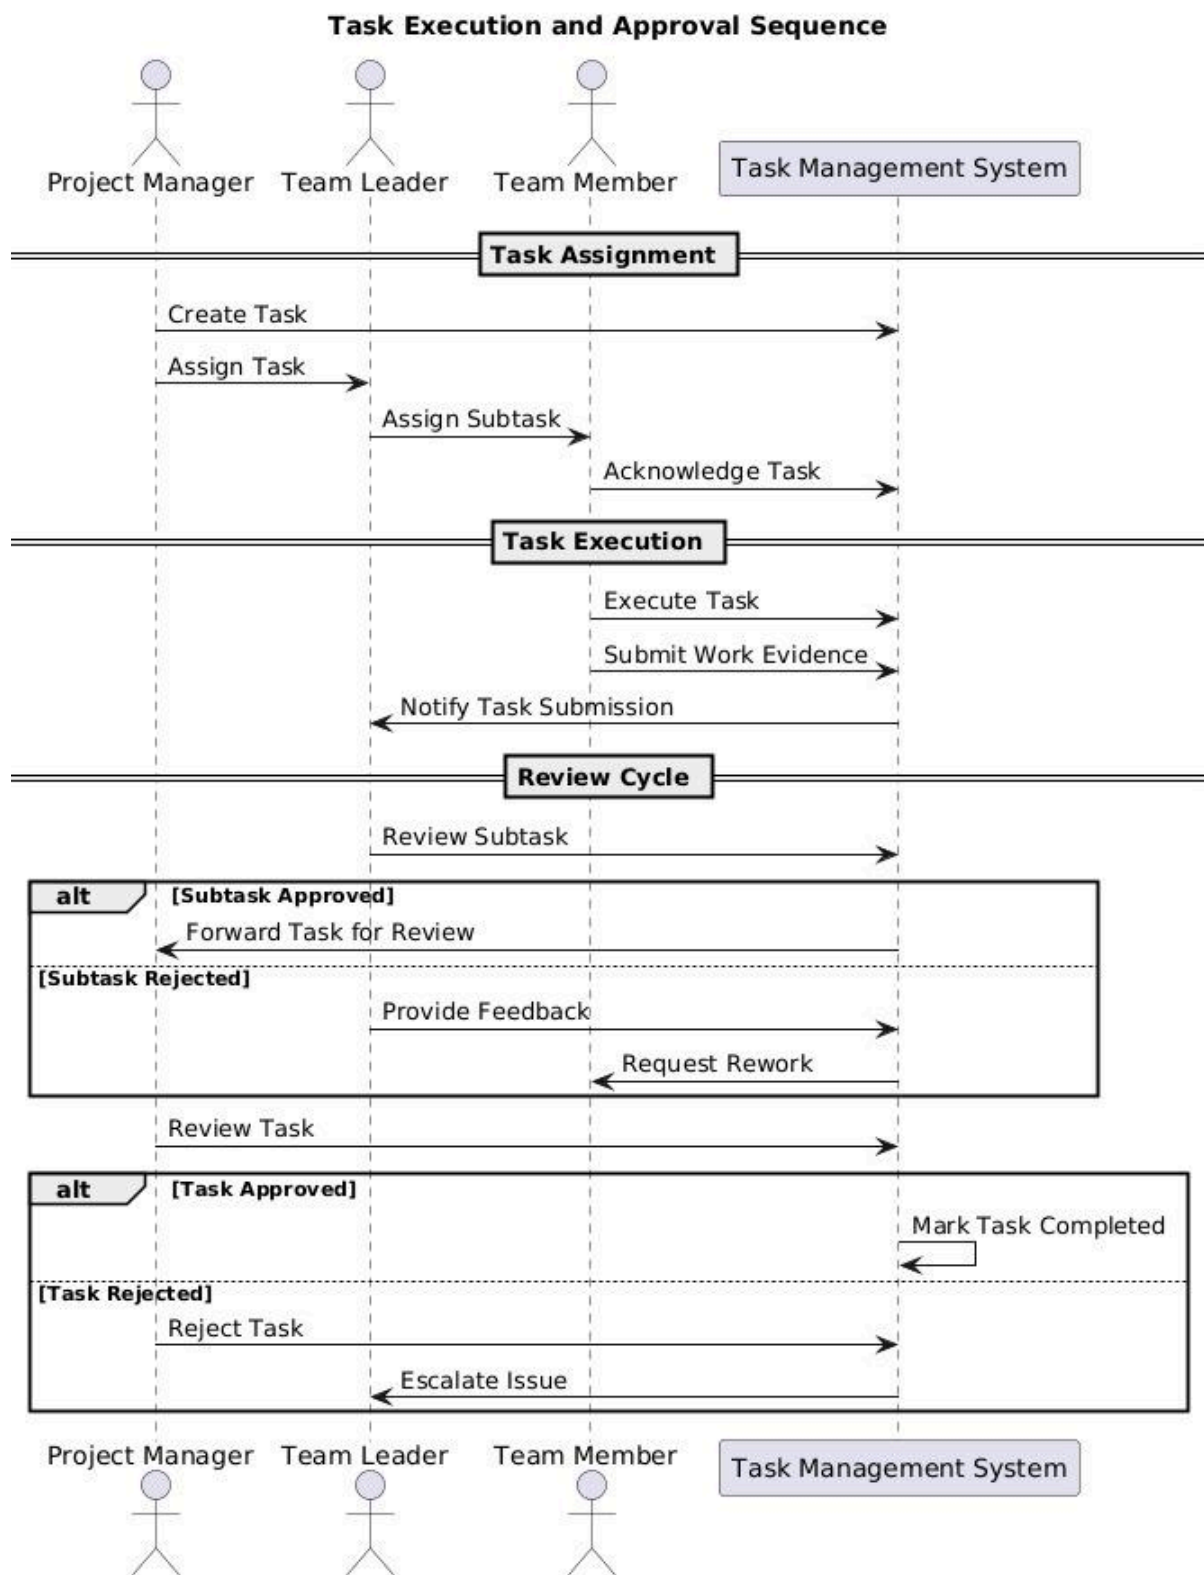 Task Execution and Approval Sequence
Project Manager Team Leader Team Member Task Management System
Task Assignment
Create Task
Assign Task
Assign Subtask
Acknowledge Task
Task Execution
Execute Task
Submit Work Evidence
Notify Task Submission
Review Cycle
Review Subtask
alt [Subtask Approved]
Forward Task for Review
[Subtask Rejected]
Provide Feedback
Request Rework
Review Task
alt [Task Approved]
Mark Task Completed
[Task Rejected]
Reject Task
Escalate Issue
Project Manager Team Leader Team Member Task Management System